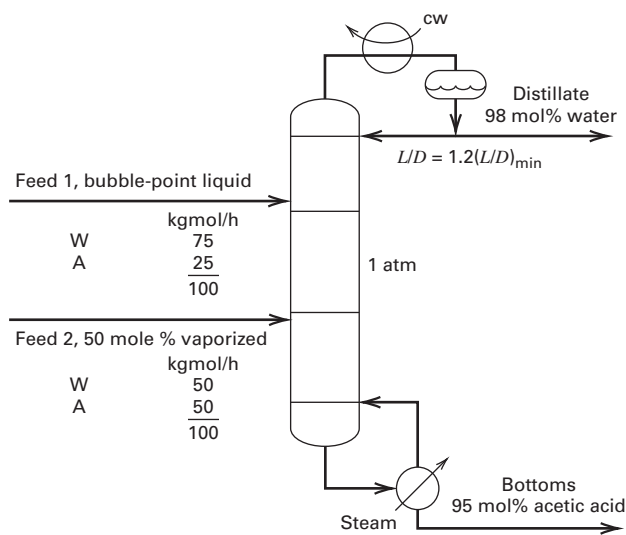 cw
Distillate
98 mol% water
L/D = 1.2(L/D)min
Feed 1, bubble-point liquid
kgmol/h
W 75
A 25
100
1 atm
Feed 2, 50 mole % vaporized
kgmol/h
W 50
A 50
100
Bottoms
95 mol% acetic acid
Steam